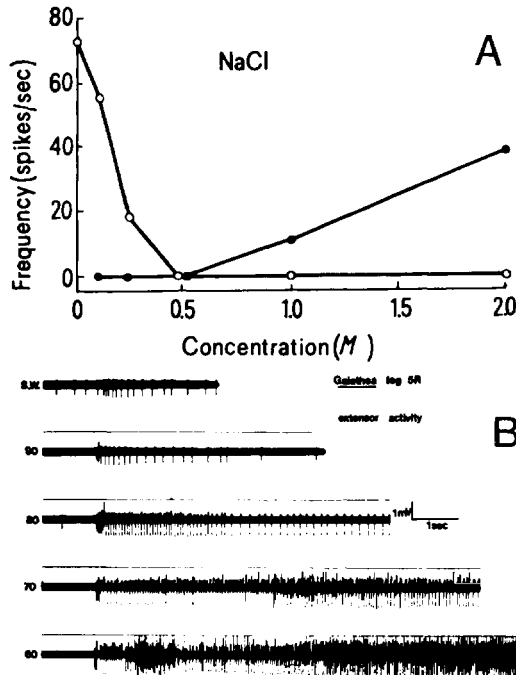 80
A
NaCl
60
40
20
0
Frequency (spikes/sec)
0 0.5 1.0 1.5 2.0
Concentration (M)
S.W.
Galathea leg 5R
extensor activity
B
90
80
1mV
1sec
70
60